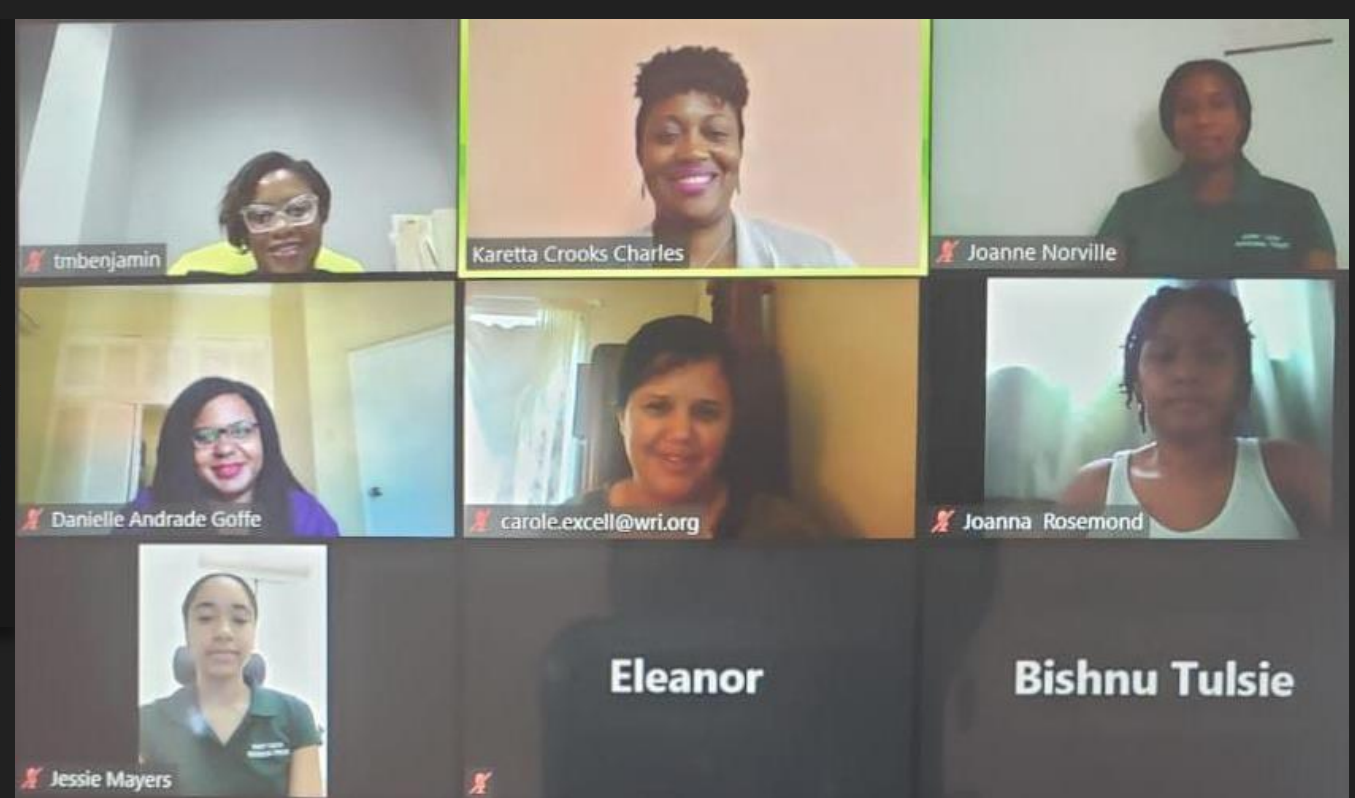 tmbenjamin
Karetta Crooks Charles
Joanne Norville
Danielle Andrade Goffe
carole.excell@wri.org
Joanna Rosemond
Jessie Mayers
Eleanor
Bishnu Tulsie